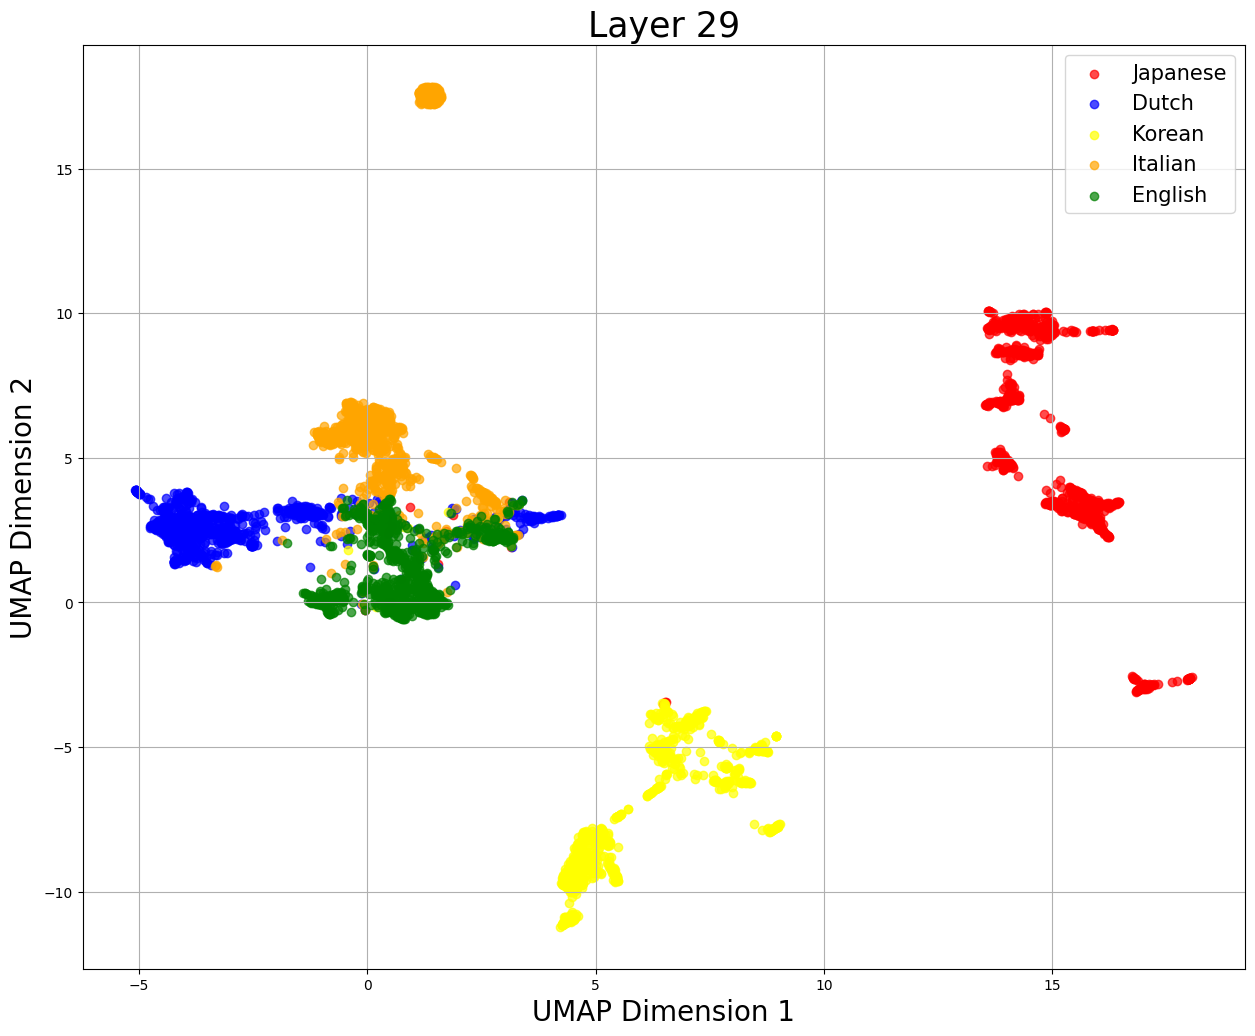 Layer 29
Japanese
Dutch
Korean
Italian
English
15
10
5
0
−5
−10
UMAP Dimension 2
−5
0
5
10
15
UMAP Dimension 1